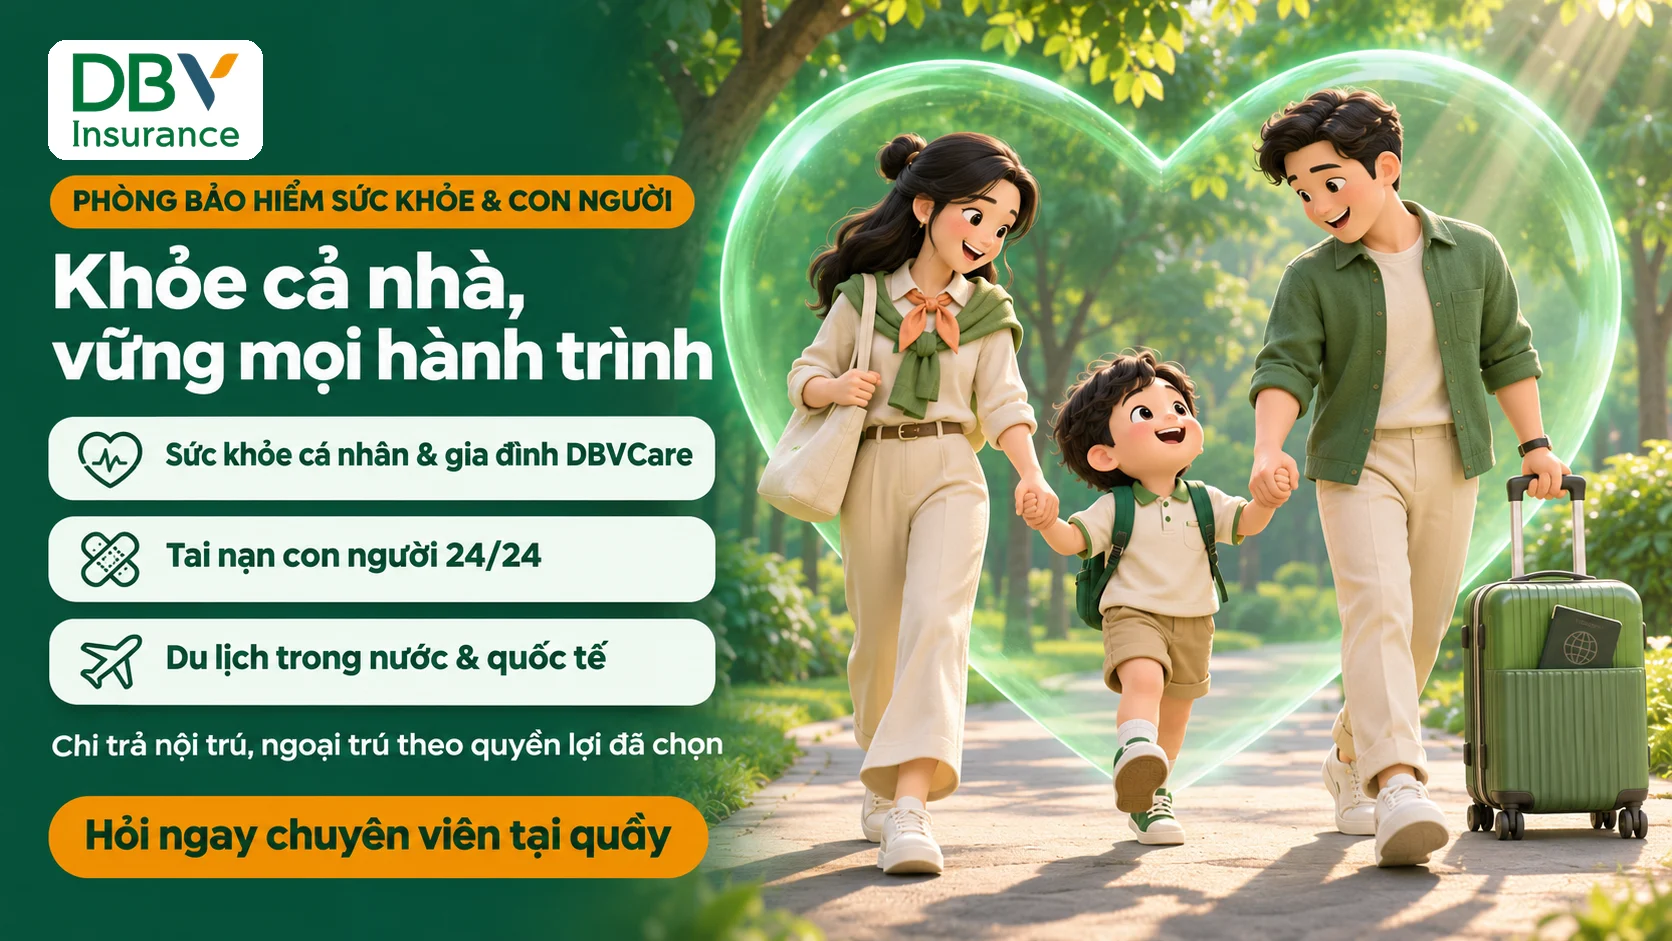 DBV
Insurance
PHÒNG BẢO HIỂM SỨC KHỎE & CON NGƯỜI
Khỏe cả nhà,
vững mọi hành trình
Sức khỏe cá nhân & gia đình DBVCare
Tai nạn con người 24/24
Du lịch trong nước & quốc tế
Chi trả nội trú, ngoại trú theo quyền lợi đã chọn
Hỏi ngay chuyên viên tại quầy